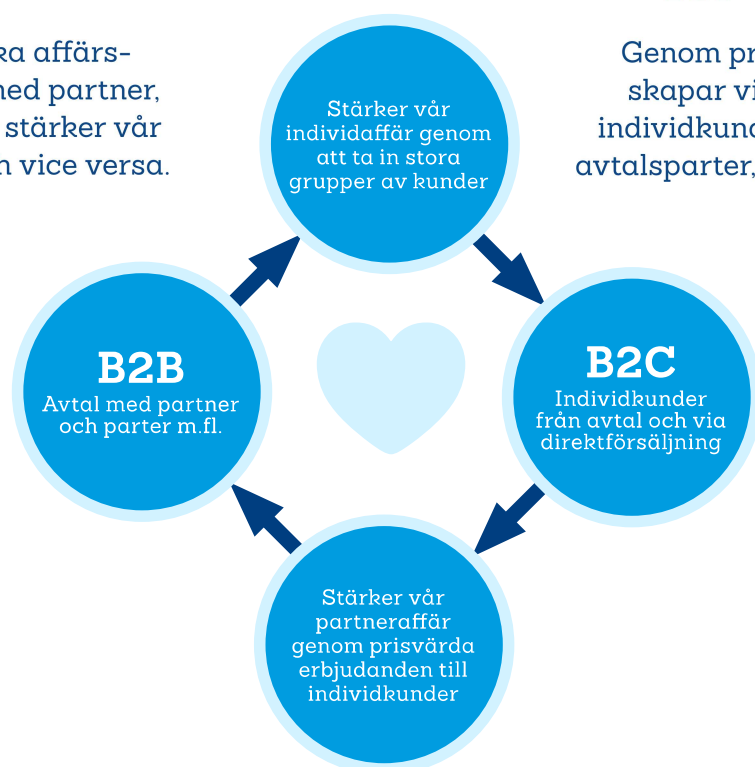 ka affärs-
ed partner,
stärker vår
vice versa.
Genom pr
skapar vi
individkund
avtalsparter,
Stärker vår
individaffär genom
att ta in stora
grupper av kunder
B2B
Avtal med partner
och parter m.fl.
B2C
Individkunder
från avtal och via
direktförsäljning
Stärker vår
partneraffär
genom prisvärda
erbjudanden till
individkunder